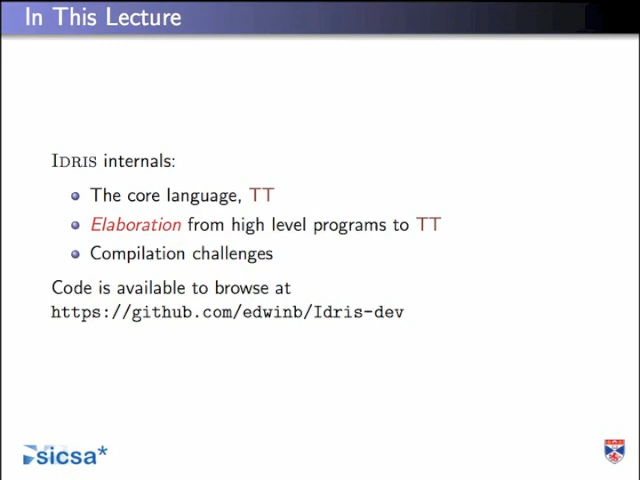 In This Lecture
IDRIS internals:
The core language, TT
Elaboration from high level programs to TT
Compilation challenges
Code is available to browse at
https://github.com/edwinb/Idris-dev
sicsa*